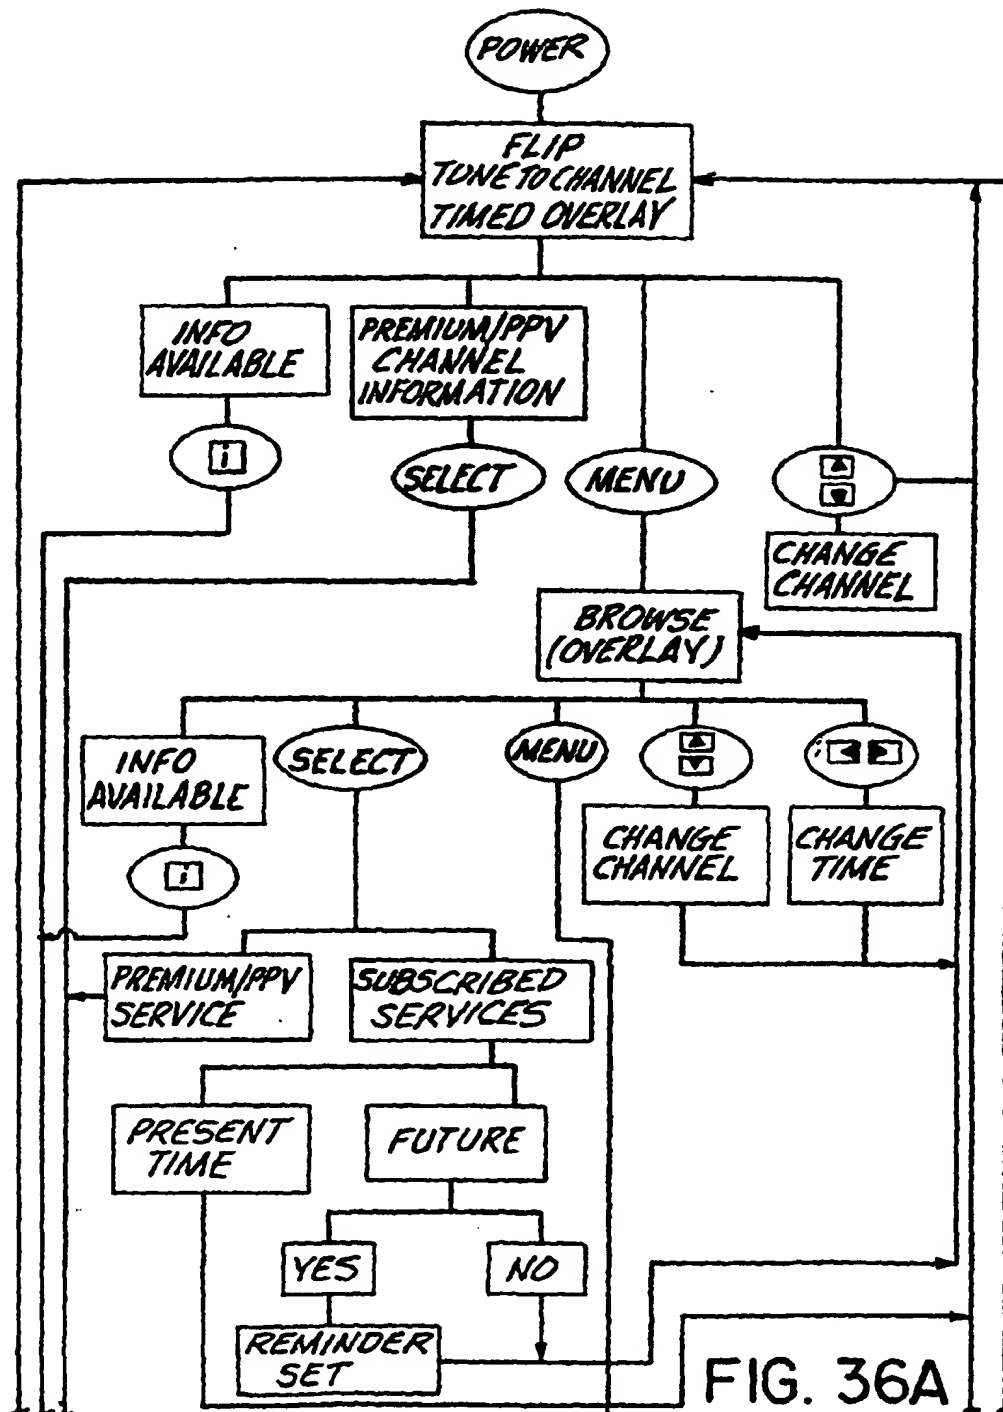 POWER
FLIP
TUNE TO CHANNEL
TIMED OVERLAY
INFO
AVAILABLE
PREMIUM/PPV
CHANNEL
INFORMATION
i
SELECT
MENU
CHANGE
CHANNEL
BROWSE
(OVERLAY)
INFO
AVAILABLE
SELECT
MENU
i
CHANGE
CHANNEL
CHANGE
TIME
i
PREMIUM/PPV
SERVICE
SUBSCRIBED
SERVICES
PRESENT
TIME
FUTURE
YES
NO
REMINDER
SET
FIG. 36A